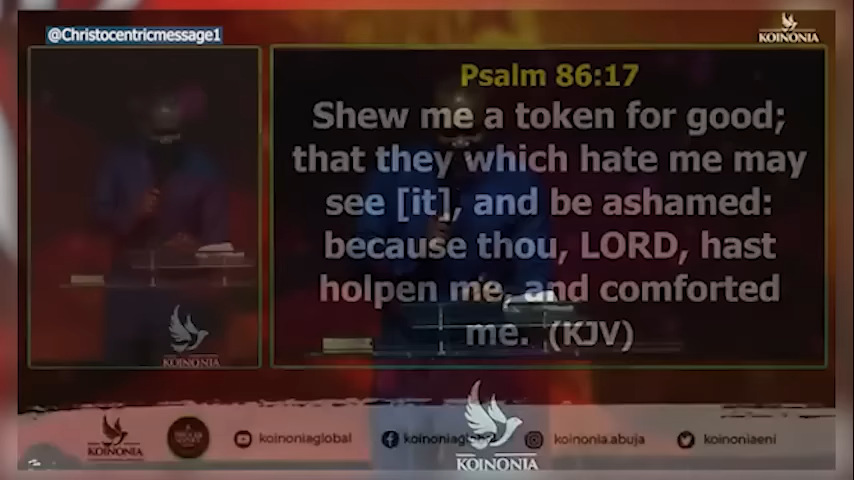 @Christocentricmessage1
KOINONIA
Psalm 86:17
Shew me a token for good;
that they which hate me may
see [it], and be ashamed:
because thou, LORD, hast
holpen me, and comforted
me. (KJV)
KOINONIA
KOINONIA
koinoniaglobal
koinoniaglobal
koinonia.abuja
koinoniaeni
KOINONIA